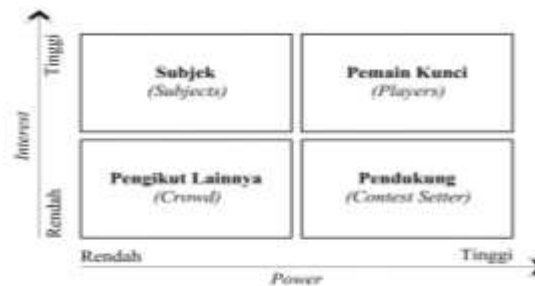 Interest
Tinggi
Rendah
Subjek
(Subjects)
Pemain Kunci
(Players)
Pengikut Lainnya
(Crowd)
Pendukung
(Contest Setter)
Rendah
Tinggi
Power